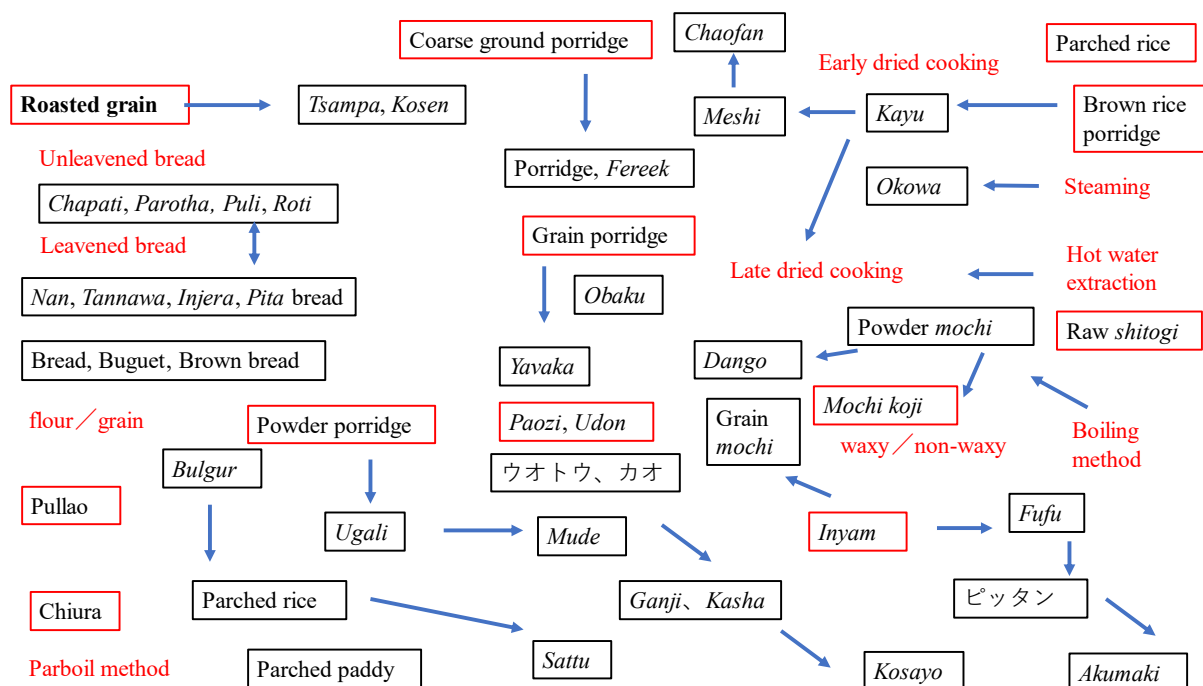 Coarse ground porridge
Chaofan
Parched rice
Early dried cooking
Roasted grain
Tsampa, Kosen
Meshi
Kayu
Brown rice
porridge
Unleavened bread
Porridge, Fereek
Okowa
Steaming
Chapati, Parotha, Puli, Roti
Grain porridge
Leavened bread
Late dried cooking
Hot water
extraction
Nan, Tannawa, Injera, Pita bread
Obaku
Powder mochi
Raw shitogi
Bread, Buguet, Brown bread
Yavaka
Dango
flour／grain
Powder porridge
Paozi, Udon
Grain
mochi
Mochi koji
waxy／non-waxy
Boiling
method
Bulgur
ウオトウ、カオ
Pullao
Ugali
Mude
Inyam
Fufu
Chiura
Parched rice
Ganji、Kasha
ピッタン
Parboil method
Parched paddy
Sattu
Kosayo
Akumaki